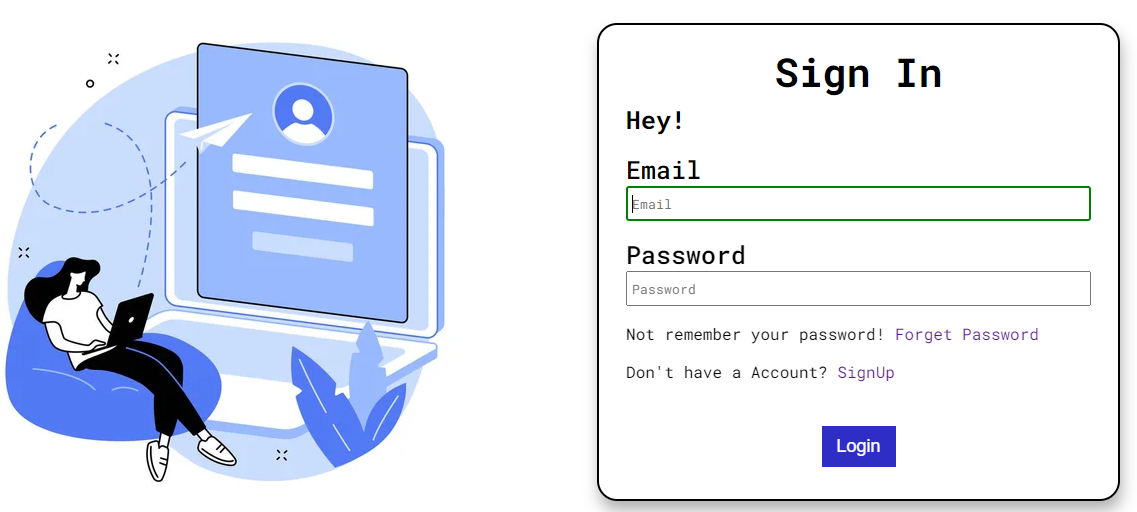 Sign In
Hey!
Email
Email
Password
Password
Not remember your password! Forget Password
Don't have a Account? SignUp
Login